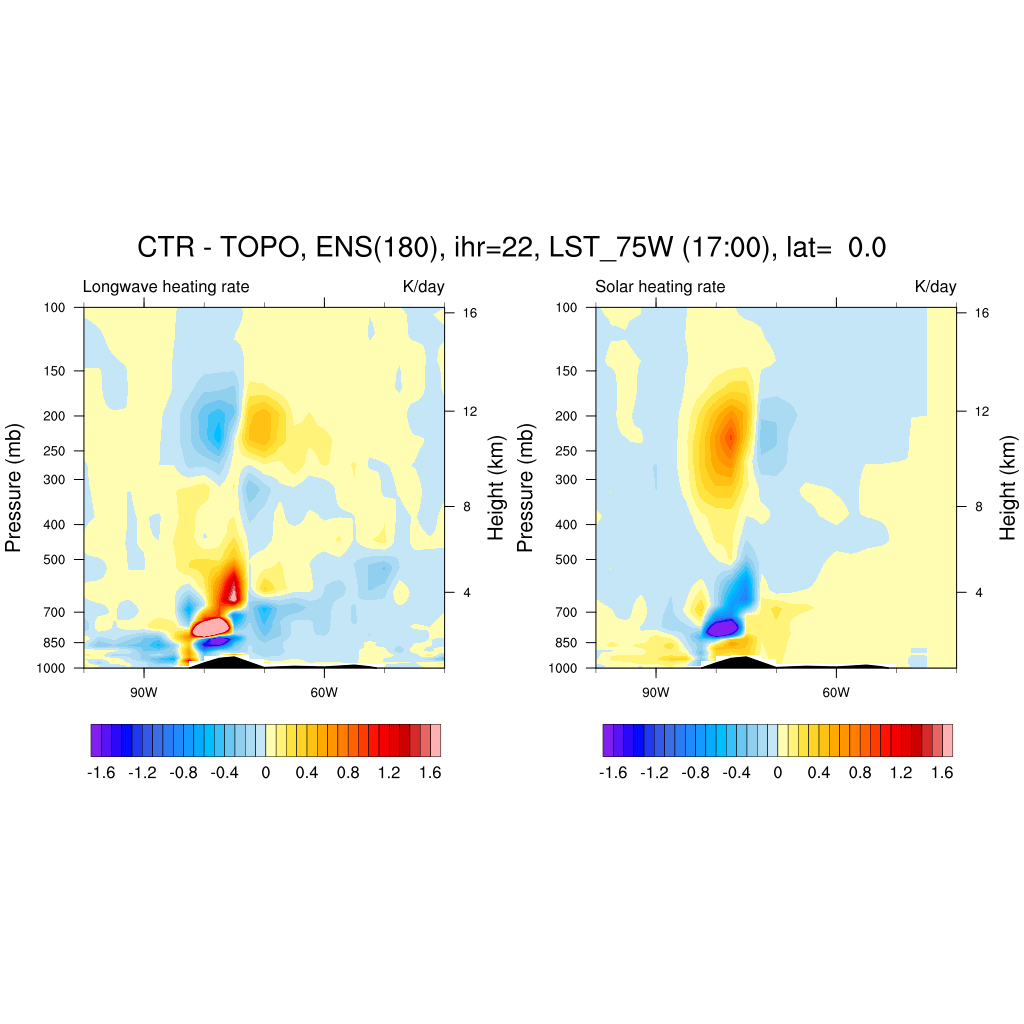 CTR - TOPO, ENS(180), ihr=22, LST_75W (17:00), lat=  0.0
Longwave heating rate K/day
Pressure (mb)
100
150
200
250
300
400
500
700
850
1000
16
12
8
4
Height (km)
90W 60W
-1.6 -1.2 -0.8 -0.4 0 0.4 0.8 1.2 1.6
Solar heating rate K/day
Pressure (mb)
100
150
200
250
300
400
500
700
850
1000
16
12
8
4
Height (km)
90W 60W
-1.6 -1.2 -0.8 -0.4 0 0.4 0.8 1.2 1.6